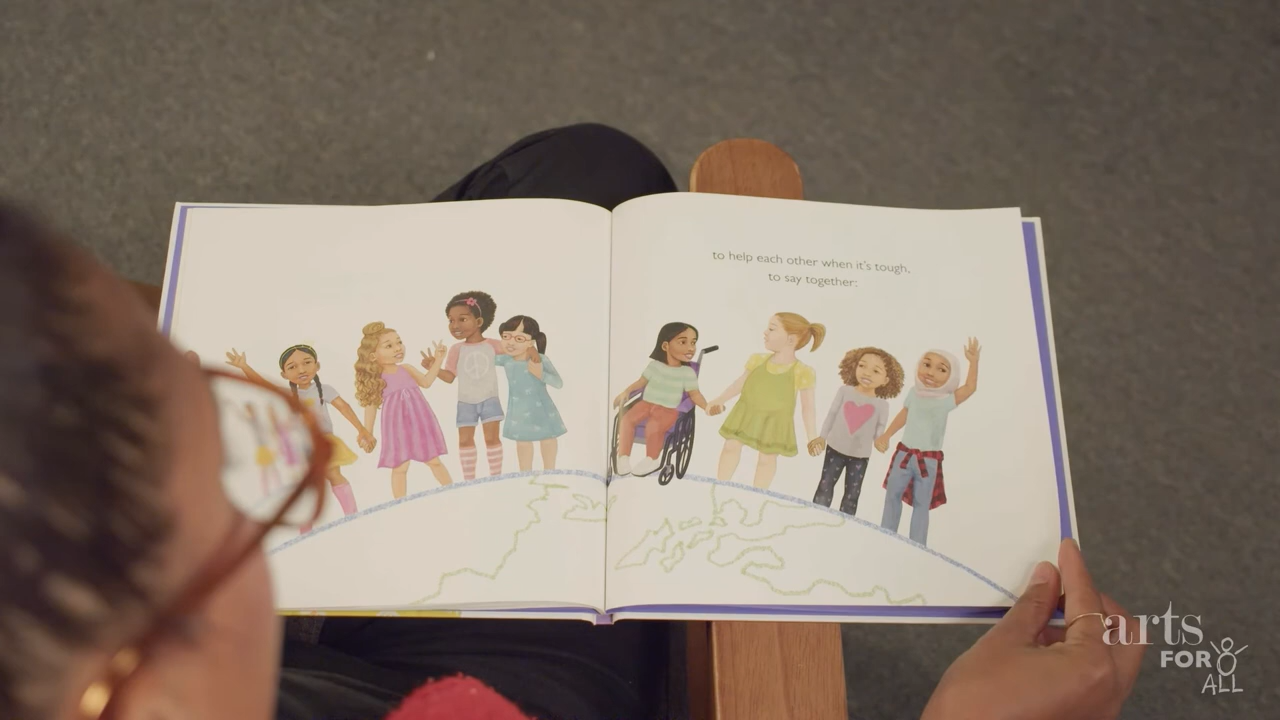 to help each other when it's tough,
to say together:
arts
FOR
ALL